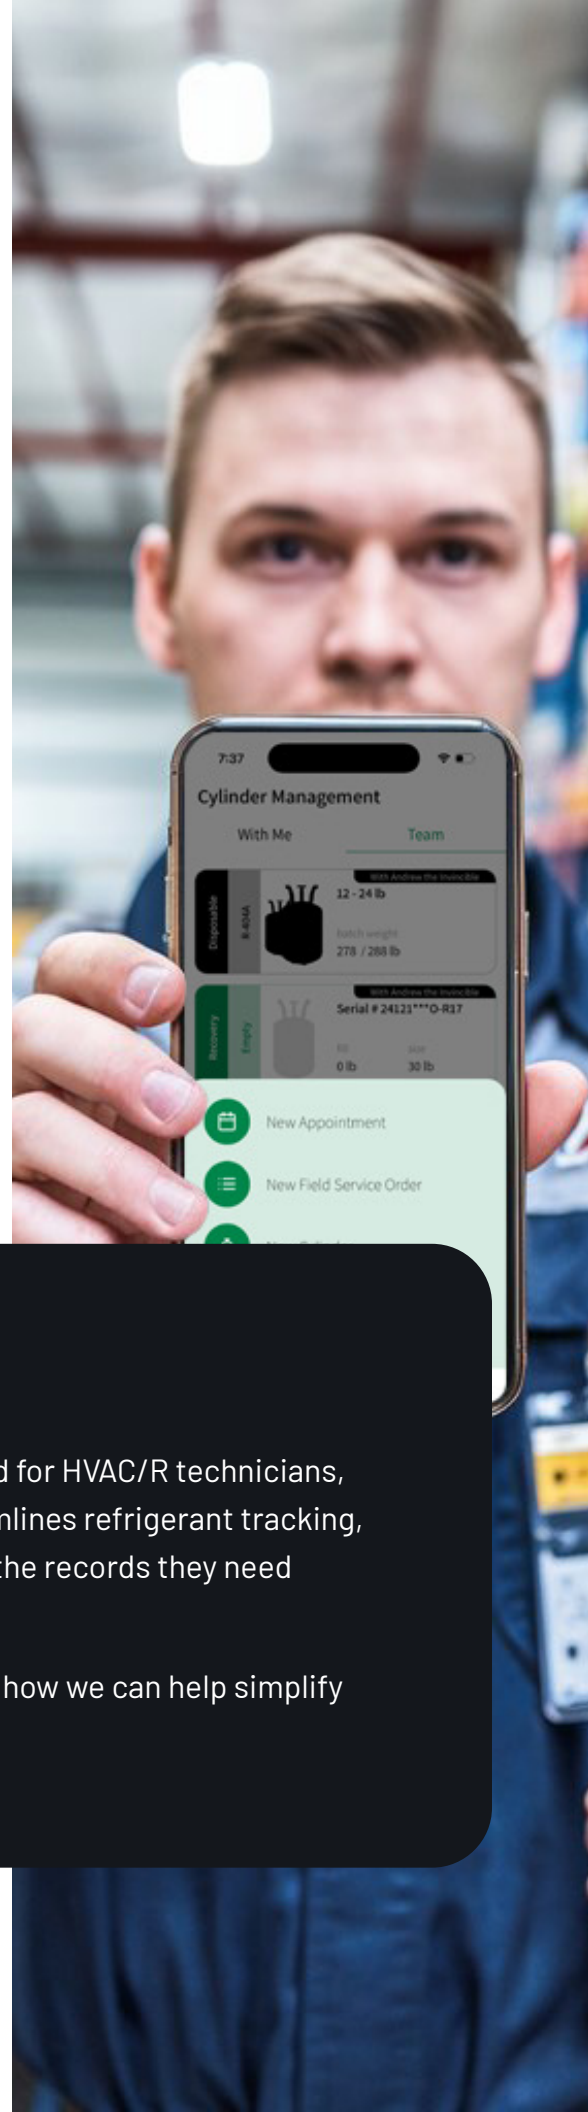 7:37
Cylinder Management
With Me
Team
With Andrew the Invincible
Disposable
R-404A
12 - 24 lb
batch weight
278 / 288 lb
With Andrew the Invincible
Recovery
Empty
Serial # 24121***O-R17
size
0 lb
30 lb
New Appointment
New Field Service Order
d for HVAC/R technicians,
nlines refrigerant tracking,
the records they need
how we can help simplify